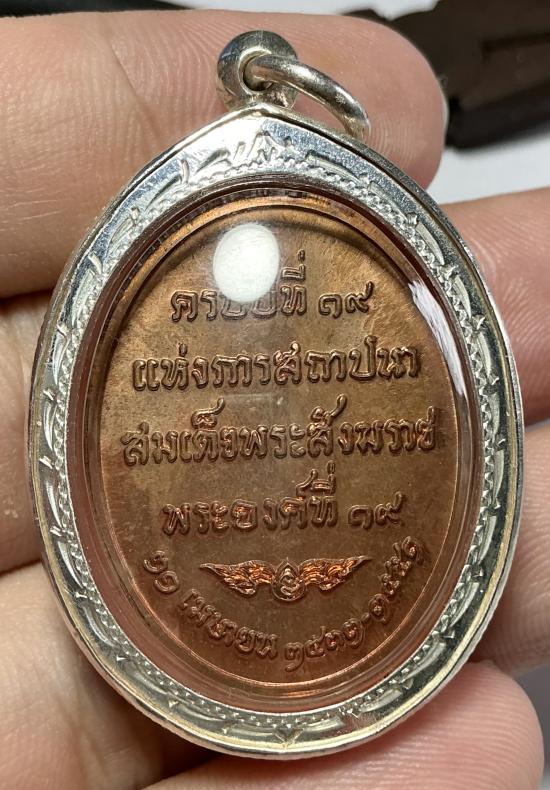 ครบปีที่ ๑๙
แห่งการสถาปนา
สมเด็จพระสังฆราช
พระองค์ที่ ๑๙
๒๑ เมษายน ๒๕๓๒-๒๕๕๑